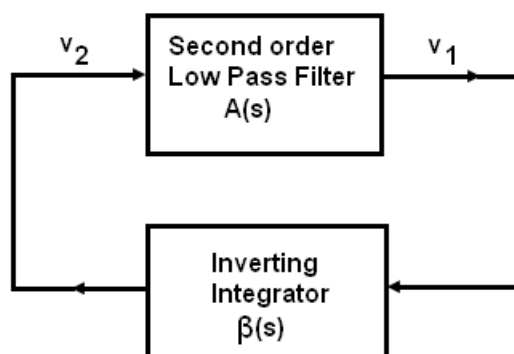 v2
Second order
Low Pass Filter
A(s)
v1
Inverting
Integrator
β(s)